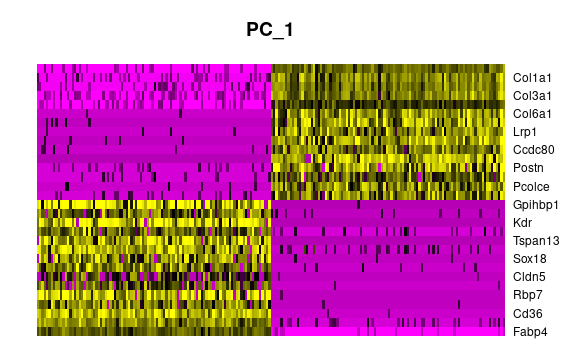 PC_1
Col1a1
Col3a1
Col6a1
Lrp1
Ccdc80
Postn
Pcolce
Gpihbp1
Kdr
Tspan13
Sox18
Cldn5
Rbp7
Cd36
Fabp4